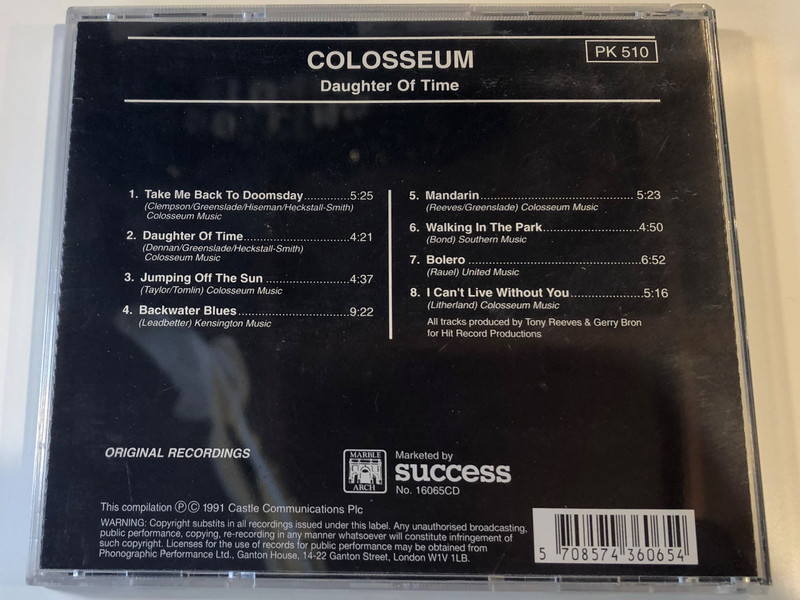 COLOSSEUM
PK 510
Daughter Of Time
1. Take Me Back To Doomsday............5:25
(Clempson/Greenslade/Hiseman/Heckstall-Smith)
Colosseum Music
2. Daughter Of Time............................4:21
(Dennan/Greenslade/Heckstall-Smith)
Colosseum Music
3. Jumping Off The Sun......................4:37
(Taylor/Tomlin) Colosseum Music
4. Backwater Blues.............................9:22
(Leadbetter) Kensington Music
5. Mandarin..........................................5:23
(Reeves/Greenslade) Colosseum Music
6. Walking In The Park..........................4:50
(Bond) Southern Music
7. Bolero..............................................6:52
(Rauel) United Music
8. I Can't Live Without You...................5:16
(Litherland) Colosseum Music
All tracks produced by Tony Reeves & Gerry Bron
for Hit Record Productions
ORIGINAL RECORDINGS
MARBLE
ARCH
Marketed by
success
No. 16065CD
This compilation ℗ © 1991 Castle Communications Plc
WARNING: Copyright substits in all recordings issued under this label. Any unauthorised broadcasting,
public performance, copying, re-recording in any manner whatsoever will constitute infringement of
such copyright. Licenses for the use of records for public performance may be obtained from
Phonographic Performance Ltd., Ganton House, 14-22 Ganton Street, London W1V 1LB.
5 708574 360654